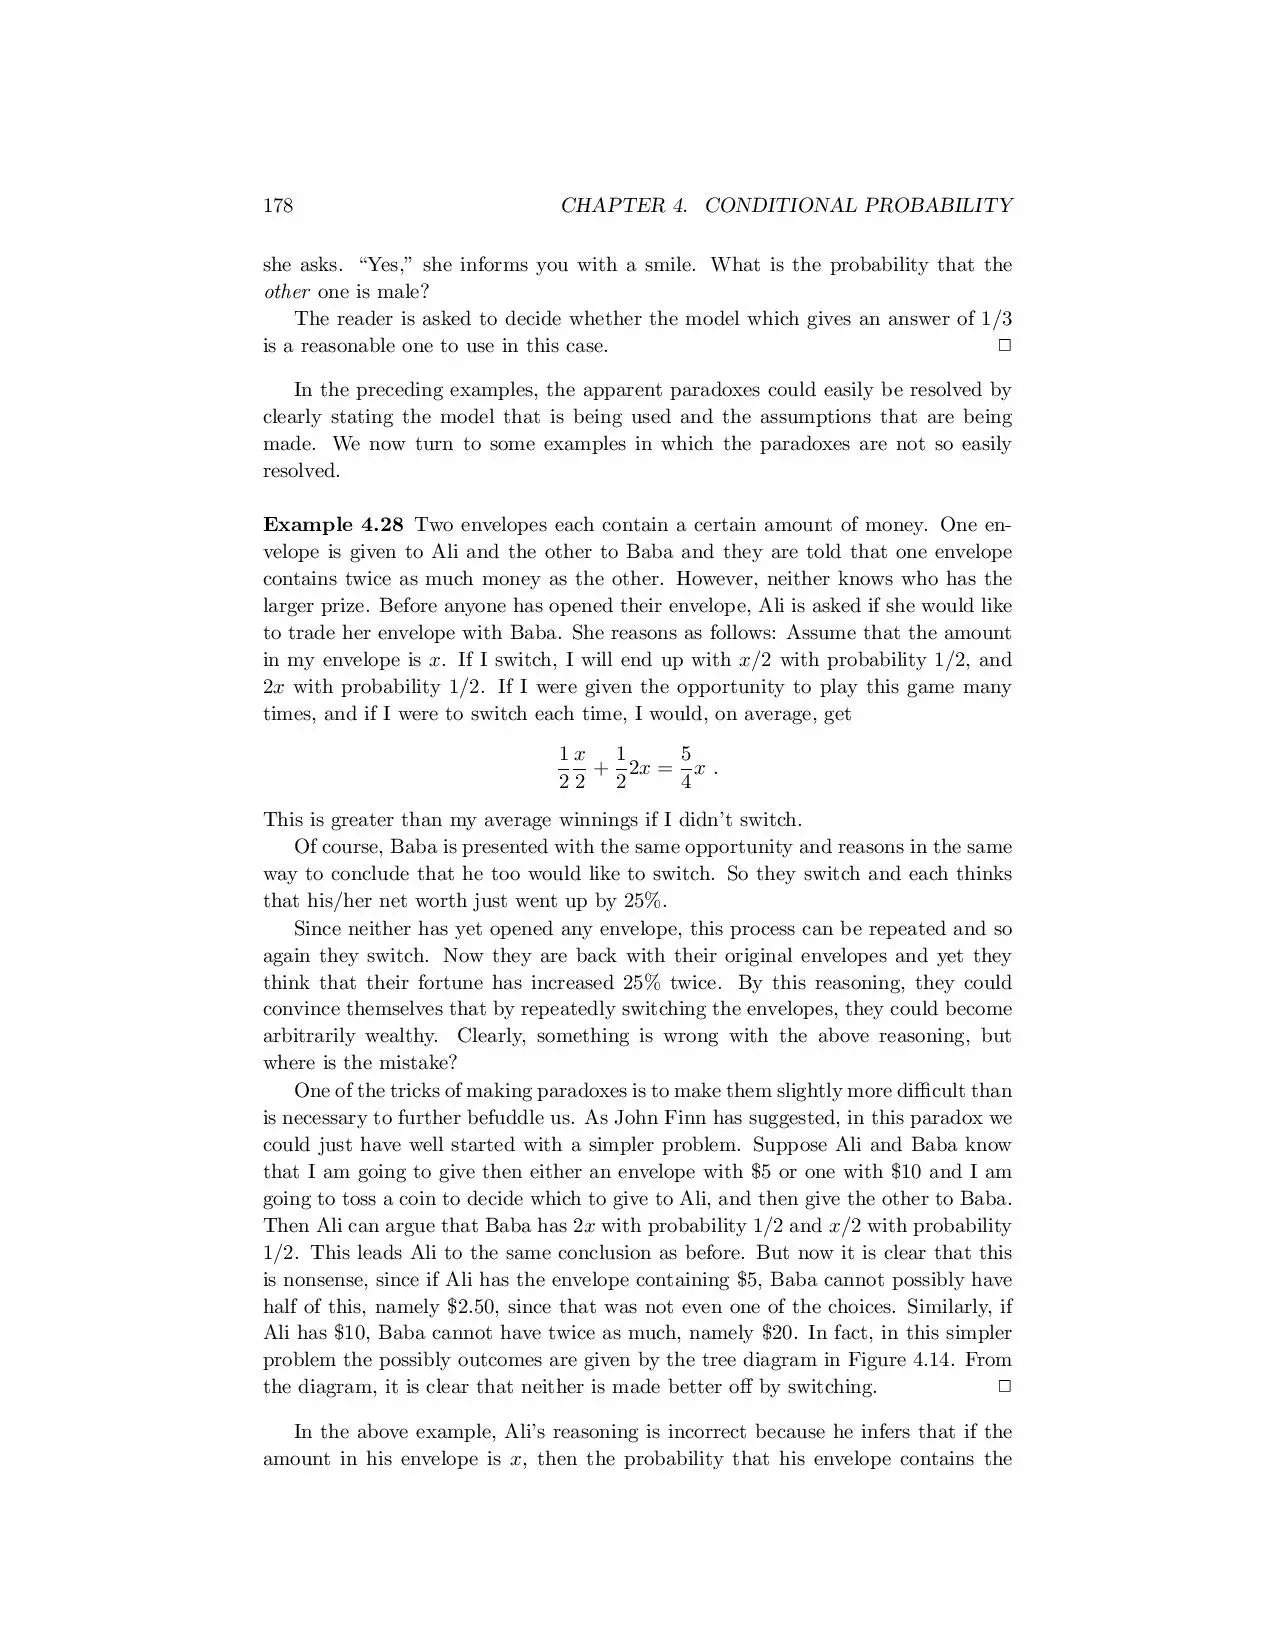 178 CHAPTER 4. CONDITIONAL PROBABILITY
she asks. “Yes,” she informs you with a smile. What is the probability that the
other one is male?
The reader is asked to decide whether the model which gives an answer of 1/3
is a reasonable one to use in this case. □
In the preceding examples, the apparent paradoxes could easily be resolved by
clearly stating the model that is being used and the assumptions that are being
made. We now turn to some examples in which the paradoxes are not so easily
resolved.
Example 4.28 Two envelopes each contain a certain amount of money. One en-
velope is given to Ali and the other to Baba and they are told that one envelope
contains twice as much money as the other. However, neither knows who has the
larger prize. Before anyone has opened their envelope, Ali is asked if she would like
to trade her envelope with Baba. She reasons as follows: Assume that the amount
in my envelope is x. If I switch, I will end up with x/2 with probability 1/2, and
2x with probability 1/2. If I were given the opportunity to play this game many
times, and if I were to switch each time, I would, on average, get
1/2 x/2 + 1/2 2x = 5/4 x .
This is greater than my average winnings if I didn’t switch.
Of course, Baba is presented with the same opportunity and reasons in the same
way to conclude that he too would like to switch. So they switch and each thinks
that his/her net worth just went up by 25%.
Since neither has yet opened any envelope, this process can be repeated and so
again they switch. Now they are back with their original envelopes and yet they
think that their fortune has increased 25% twice. By this reasoning, they could
convince themselves that by repeatedly switching the envelopes, they could become
arbitrarily wealthy. Clearly, something is wrong with the above reasoning, but
where is the mistake?
One of the tricks of making paradoxes is to make them slightly more difficult than
is necessary to further befuddle us. As John Finn has suggested, in this paradox we
could just have well started with a simpler problem. Suppose Ali and Baba know
that I am going to give then either an envelope with $5 or one with $10 and I am
going to toss a coin to decide which to give to Ali, and then give the other to Baba.
Then Ali can argue that Baba has 2x with probability 1/2 and x/2 with probability
1/2. This leads Ali to the same conclusion as before. But now it is clear that this
is nonsense, since if Ali has the envelope containing $5, Baba cannot possibly have
half of this, namely $2.50, since that was not even one of the choices. Similarly, if
Ali has $10, Baba cannot have twice as much, namely $20. In fact, in this simpler
problem the possibly outcomes are given by the tree diagram in Figure 4.14. From
the diagram, it is clear that neither is made better off by switching. □
In the above example, Ali’s reasoning is incorrect because he infers that if the
amount in his envelope is x, then the probability that his envelope contains the